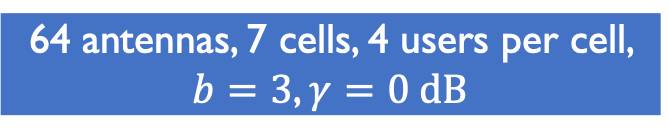 64 antennas, 7 cells, 4 users per cell,
b = 3, γ = 0 dB